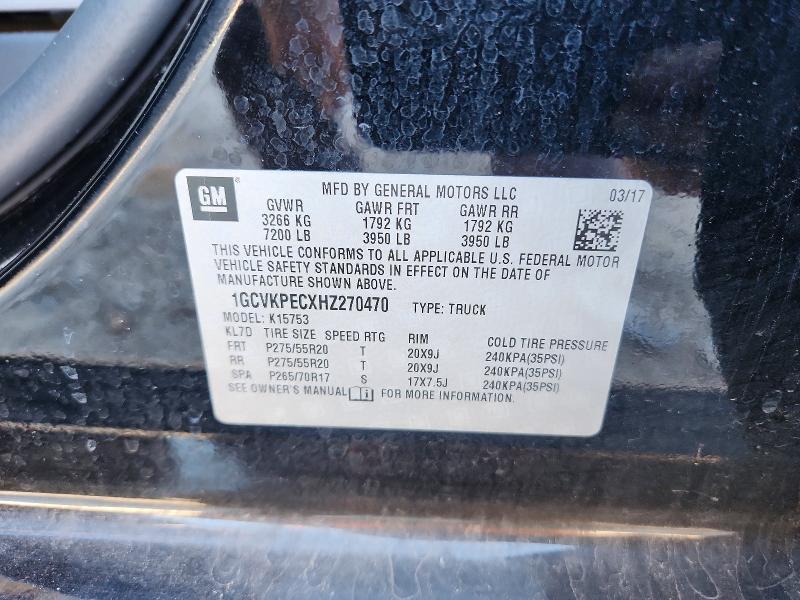 GM
MFD BY GENERAL MOTORS LLC 03/17
GVWR GAWR FRT GAWR RR
3266 KG 1792 KG 1792 KG
7200 LB 3950 LB 3950 LB
THIS VEHICLE CONFORMS TO ALL APPLICABLE U.S. FEDERAL MOTOR
VEHICLE SAFETY STANDARDS IN EFFECT ON THE DATE OF
MANUFACTURE SHOWN ABOVE.
1GCVKPECXHZ270470 TYPE: TRUCK
MODEL: K15753
KL7D TIRE SIZE SPEED RTG RIM COLD TIRE PRESSURE
FRT P275/55R20 T 20X9J 240KPA(35PSI)
RR P275/55R20 T 20X9J 240KPA(35PSI)
SPA P265/70R17 S 17X7.5J 240KPA(35PSI)
SEE OWNER'S MANUAL FOR MORE INFORMATION.